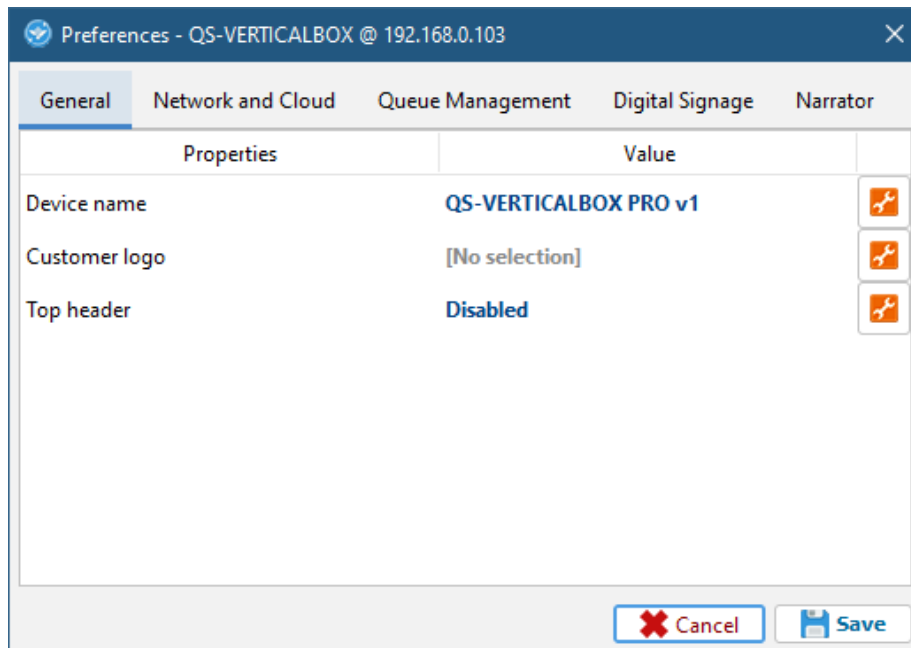 Preferences - QS-VERTICALBOX @ 192.168.0.103
General Network and Cloud Queue Management Digital Signage Narrator
Properties Value
Device name QS-VERTICALBOX PRO v1
Customer logo [No selection]
Top header Disabled
Cancel Save